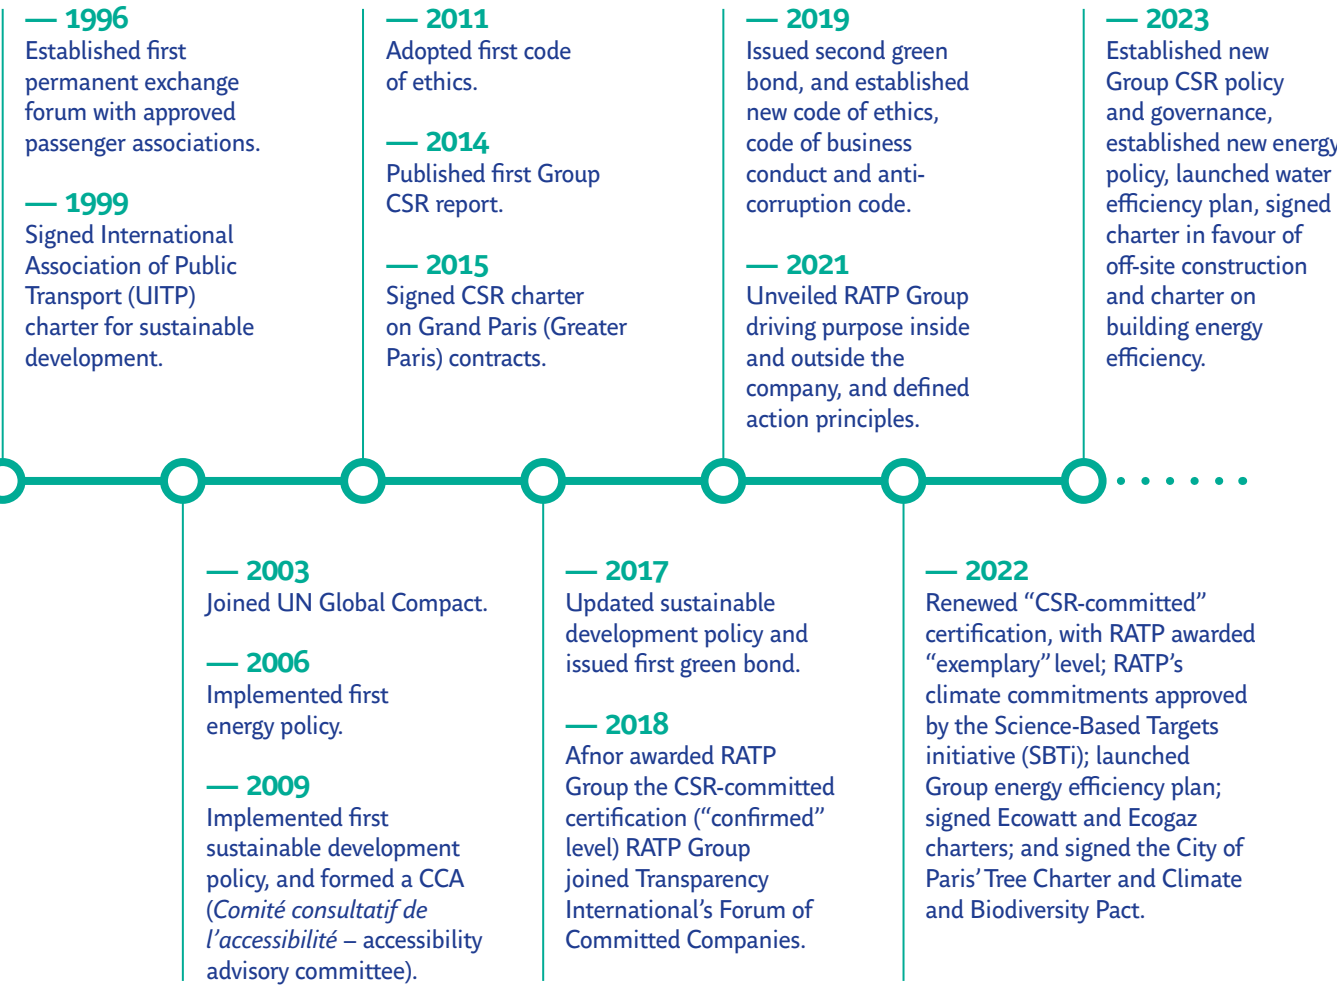 — 1996
Established first
permanent exchange
forum with approved
passenger associations.
— 1999
Signed International
Association of Public
Transport (UITP)
charter for sustainable
development.
— 2003
Joined UN Global Compact.
— 2006
Implemented first
energy policy.
— 2009
Implemented first
sustainable development
policy, and formed a CCA
(Comité consultatif de
l’accessibilité – accessibility
advisory committee).
— 2011
Adopted first code
of ethics.
— 2014
Published first Group
CSR report.
— 2015
Signed CSR charter
on Grand Paris (Greater
Paris) contracts.
— 2017
Updated sustainable
development policy and
issued first green bond.
— 2018
Afnor awarded RATP
Group the CSR-committed
certification (“confirmed”
level) RATP Group
joined Transparency
International’s Forum of
Committed Companies.
— 2019
Issued second green
bond, and established
new code of ethics,
code of business
conduct and anti-
corruption code.
— 2021
Unveiled RATP Group
driving purpose inside
and outside the
company, and defined
action principles.
— 2022
Renewed “CSR-committed”
certification, with RATP awarded
“exemplary” level; RATP’s
climate commitments approved
by the Science-Based Targets
initiative (SBTi); launched
Group energy efficiency plan;
signed Ecowatt and Ecogaz
charters; and signed the City of
Paris’ Tree Charter and Climate
and Biodiversity Pact.
— 2023
Established new
Group CSR policy
and governance,
established new energy
policy, launched water
efficiency plan, signed
charter in favour of
off-site construction
and charter on
building energy
efficiency.